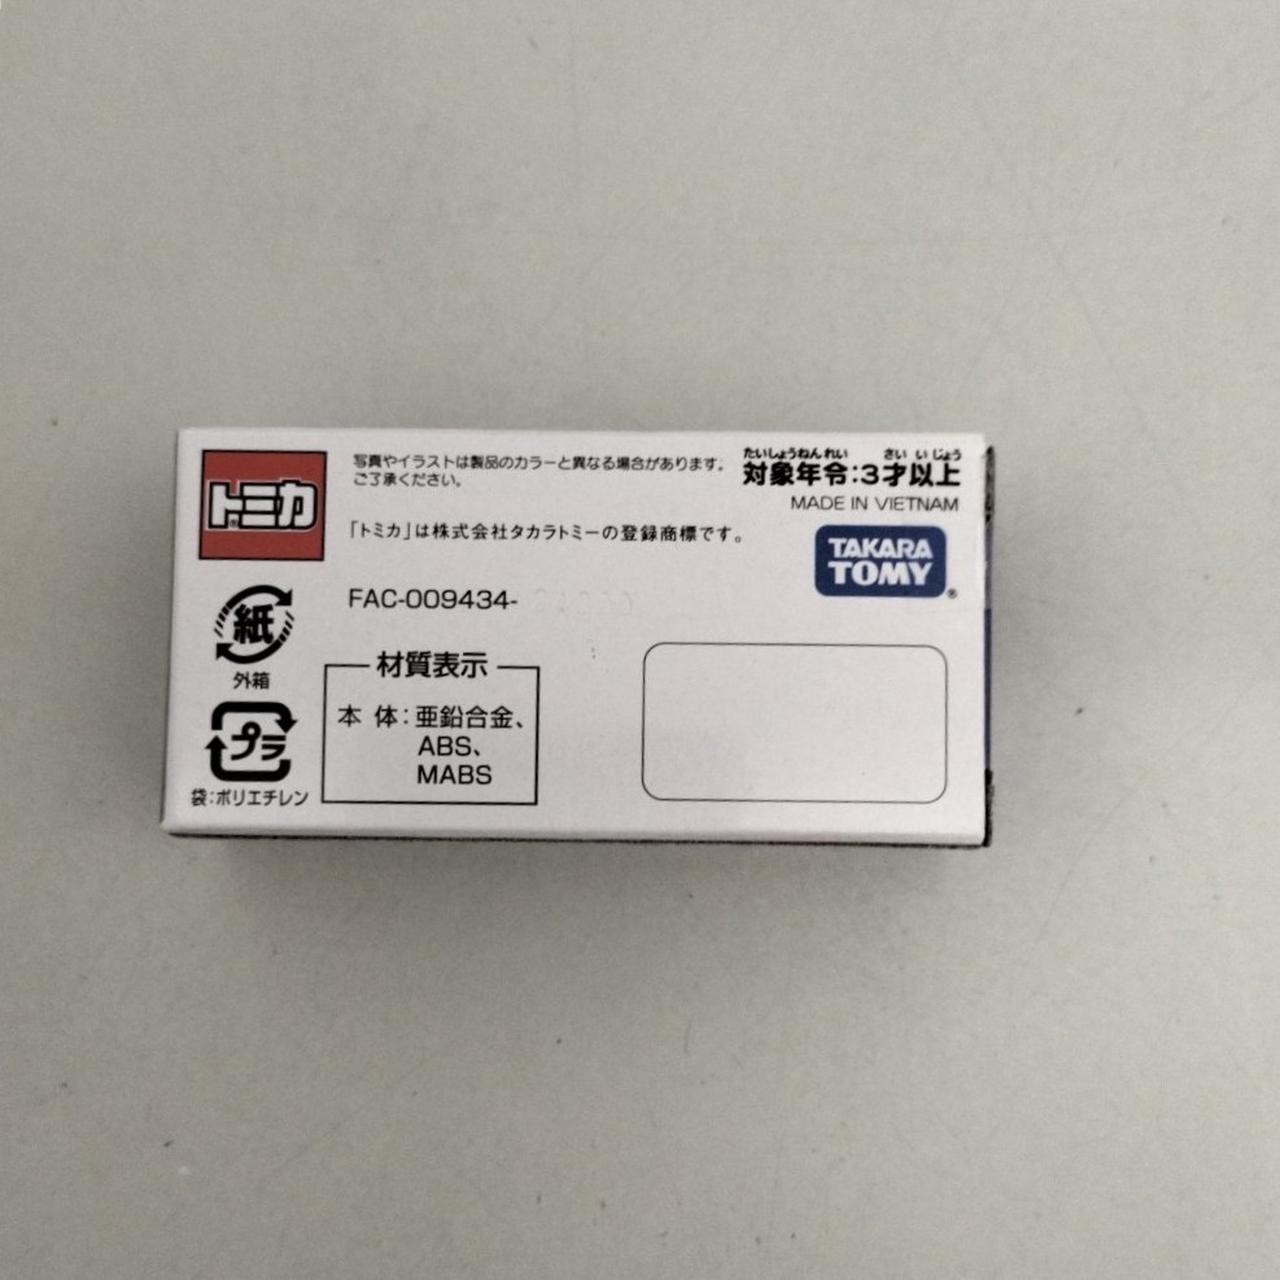 トミカ
写真やイラストは製品のカラーと異なる場合があります。
ご了承ください。
「トミカ」は株式会社タカラトミーの登録商標です。
たいしょうねんれい さい いじょう
対象年令:3才以上
MADE IN VIETNAM
TAKARA
TOMY
FAC-009434-
紙
外箱
プラ
袋:ポリエチレン
材質表示
本 体:亜鉛合金、
ABS、
MABS